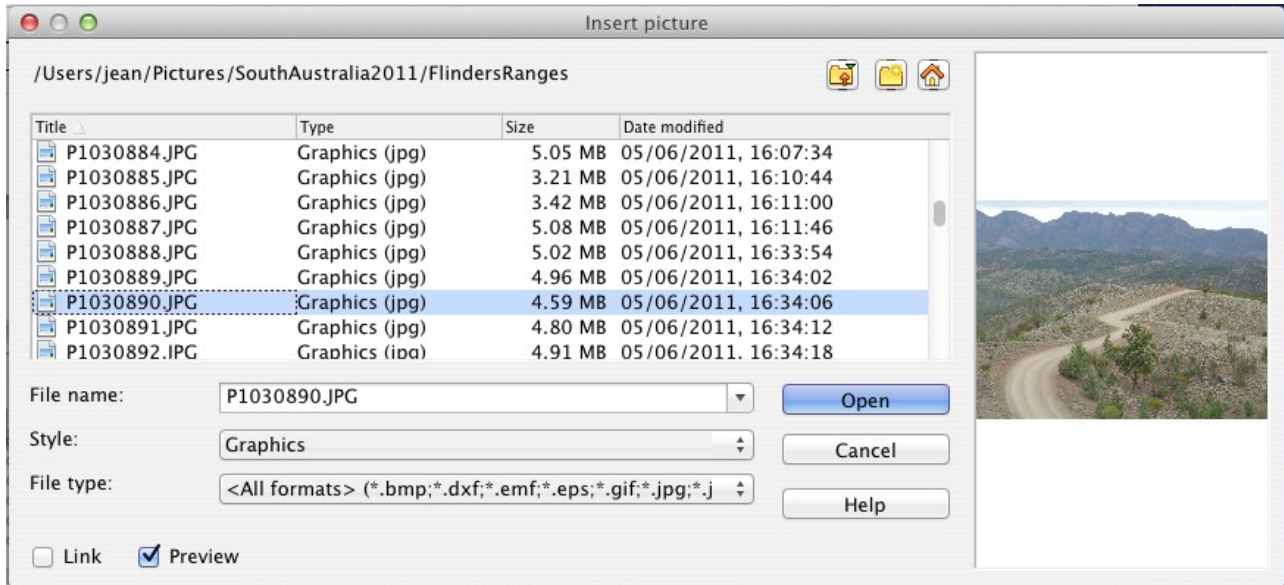 Insert picture
/Users/jean/Pictures/SouthAustralia2011/FlindersRanges
Title Type Size Date modified
P1030884.JPG Graphics (jpg) 5.05 MB 05/06/2011, 16:07:34
P1030885.JPG Graphics (jpg) 3.21 MB 05/06/2011, 16:10:44
P1030886.JPG Graphics (jpg) 3.42 MB 05/06/2011, 16:11:00
P1030887.JPG Graphics (jpg) 5.08 MB 05/06/2011, 16:11:46
P1030888.JPG Graphics (jpg) 5.02 MB 05/06/2011, 16:33:54
P1030889.JPG Graphics (jpg) 4.96 MB 05/06/2011, 16:34:02
P1030890.JPG Graphics (jpg) 4.59 MB 05/06/2011, 16:34:06
P1030891.JPG Graphics (jpg) 4.80 MB 05/06/2011, 16:34:12
P1030892.JPG Graphics (jpg) 4.91 MB 05/06/2011, 16:34:18
File name: P1030890.JPG Open
Style: Graphics Cancel
File type: <All formats> (*.bmp;*.dxf;*.emf;*.eps;*.gif;*.jpg;*.j Help
Link Preview